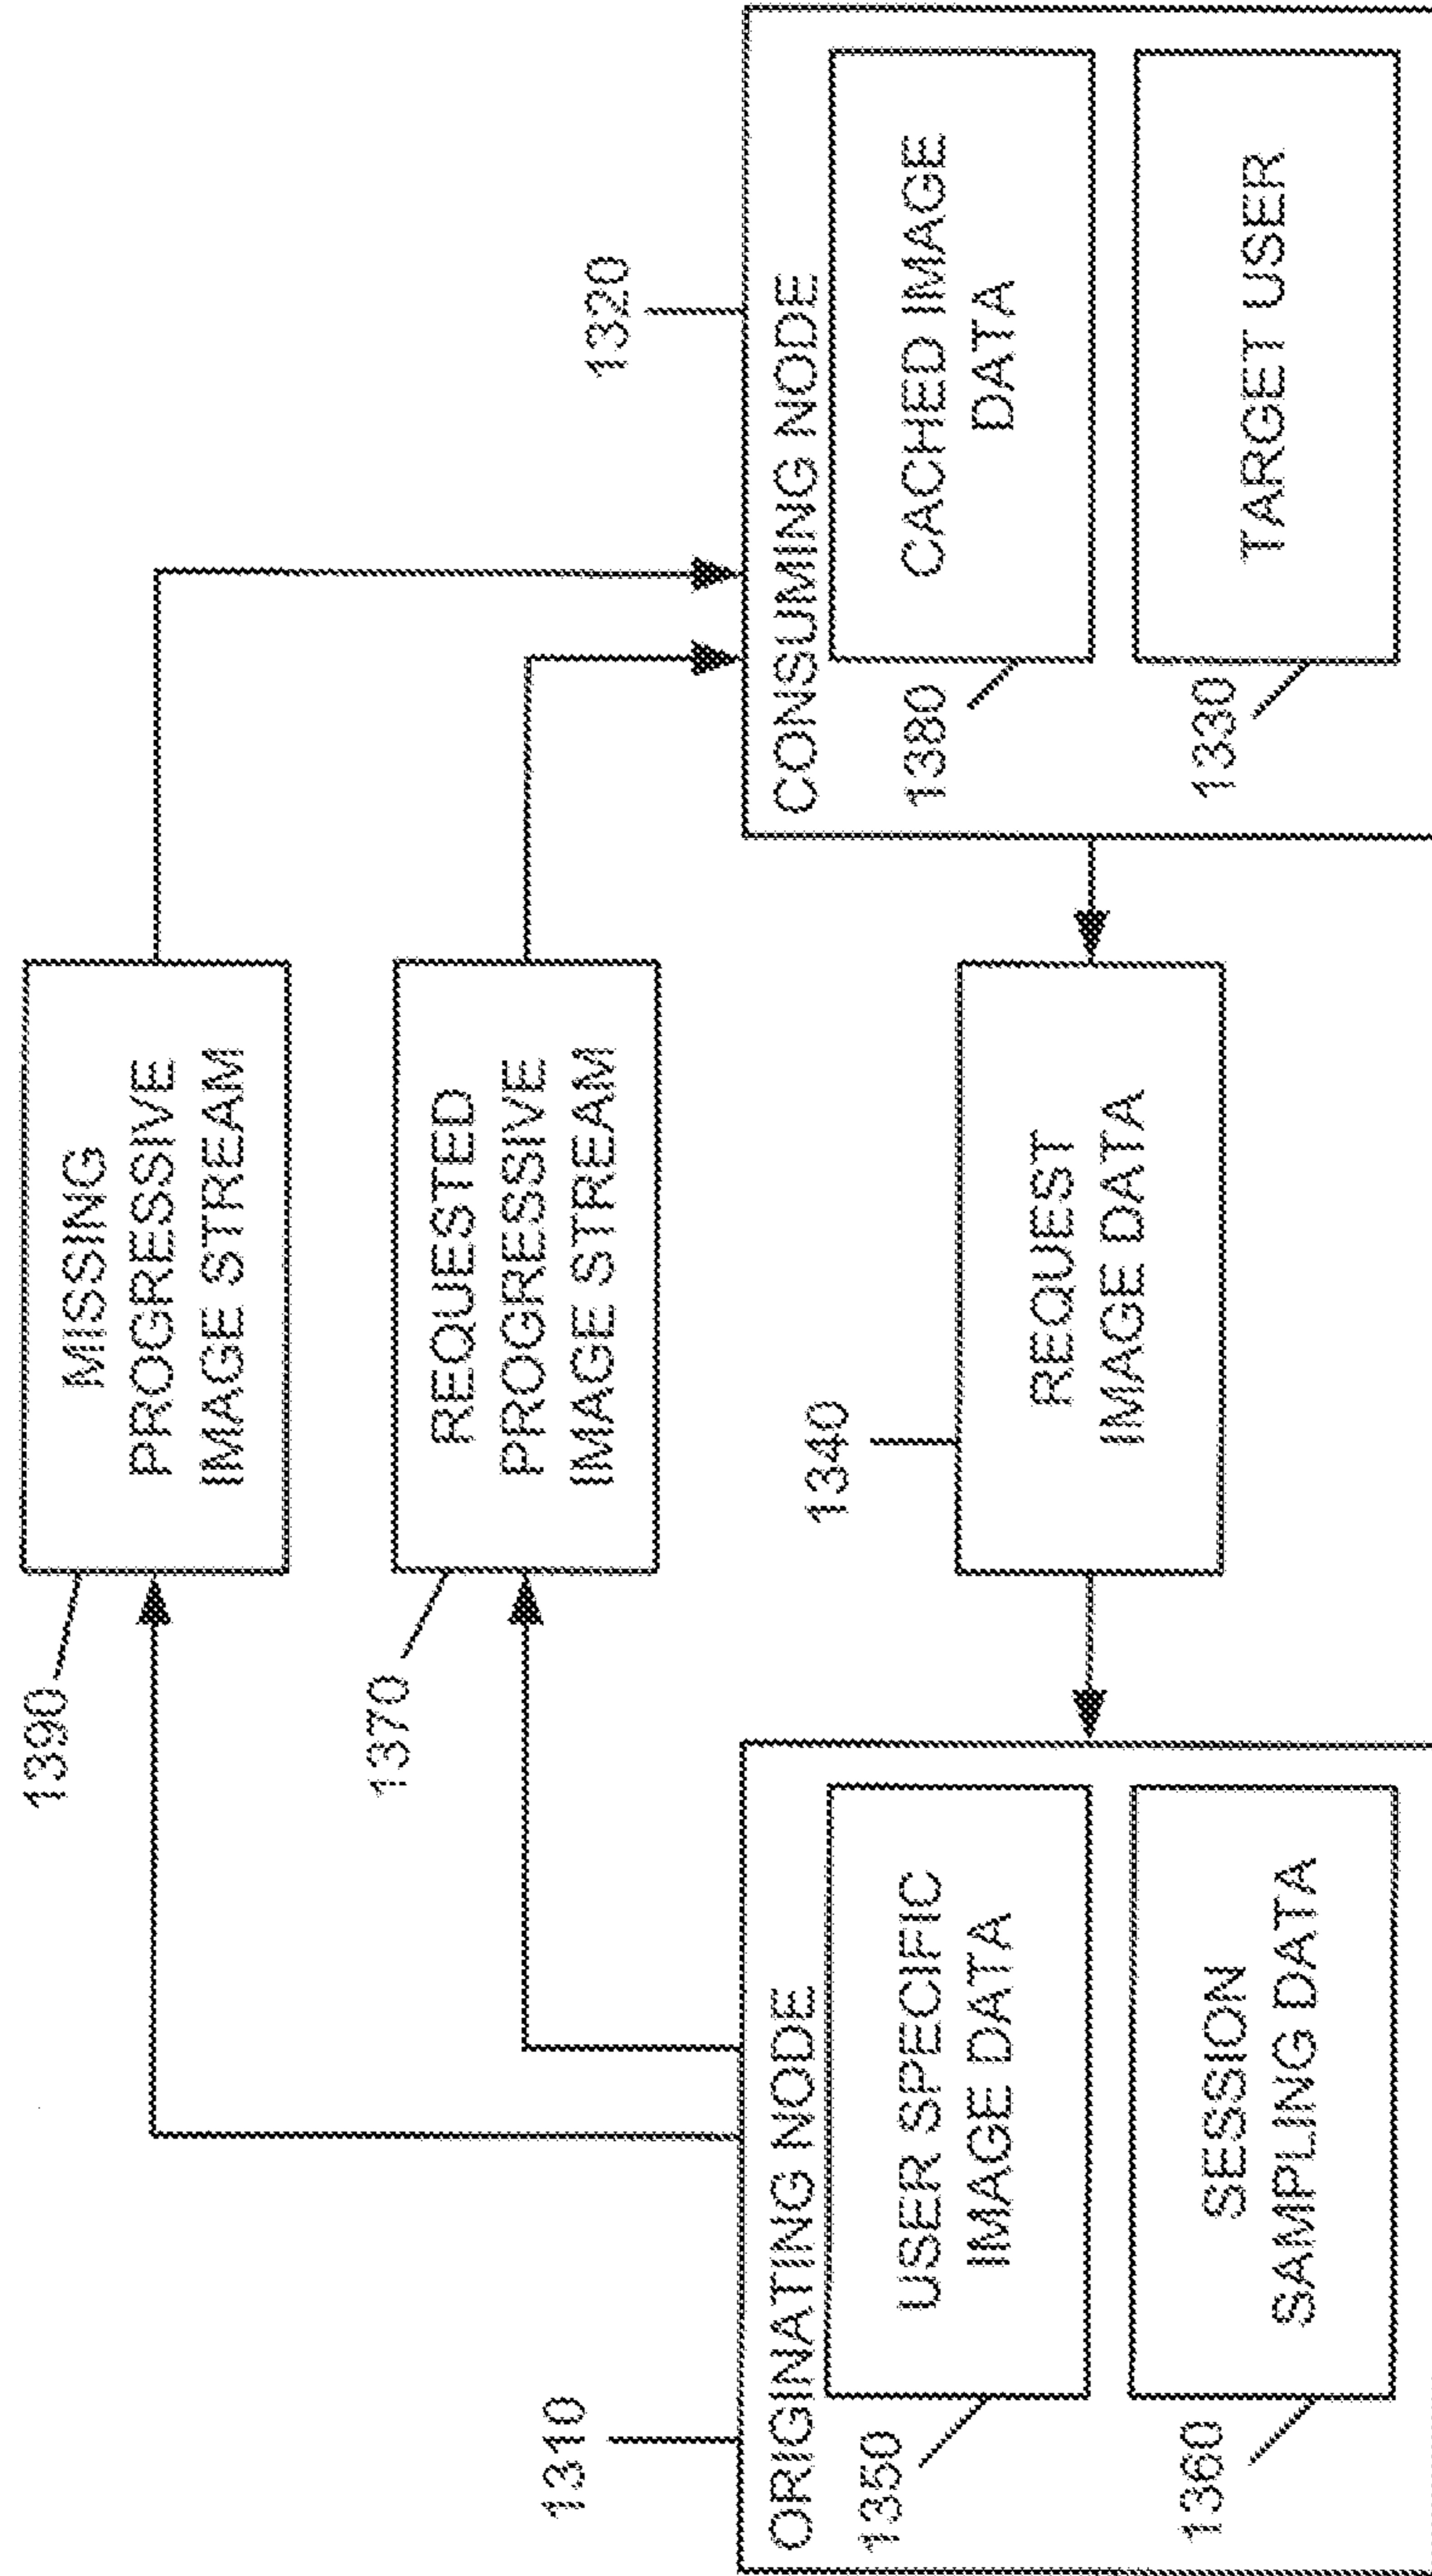 1390
MISSING
PROGRESSIVE
IMAGE STREAM
1370
REQUESTED
PROGRESSIVE
IMAGE STREAM
1310
ORIGINATING NODE
1350
USER SPECIFIC
IMAGE DATA
1360
SESSION
SAMPLING DATA
1340
REQUEST
IMAGE DATA
1320
CONSUMING NODE
1380
CACHED IMAGE
DATA
1330
TARGET USER